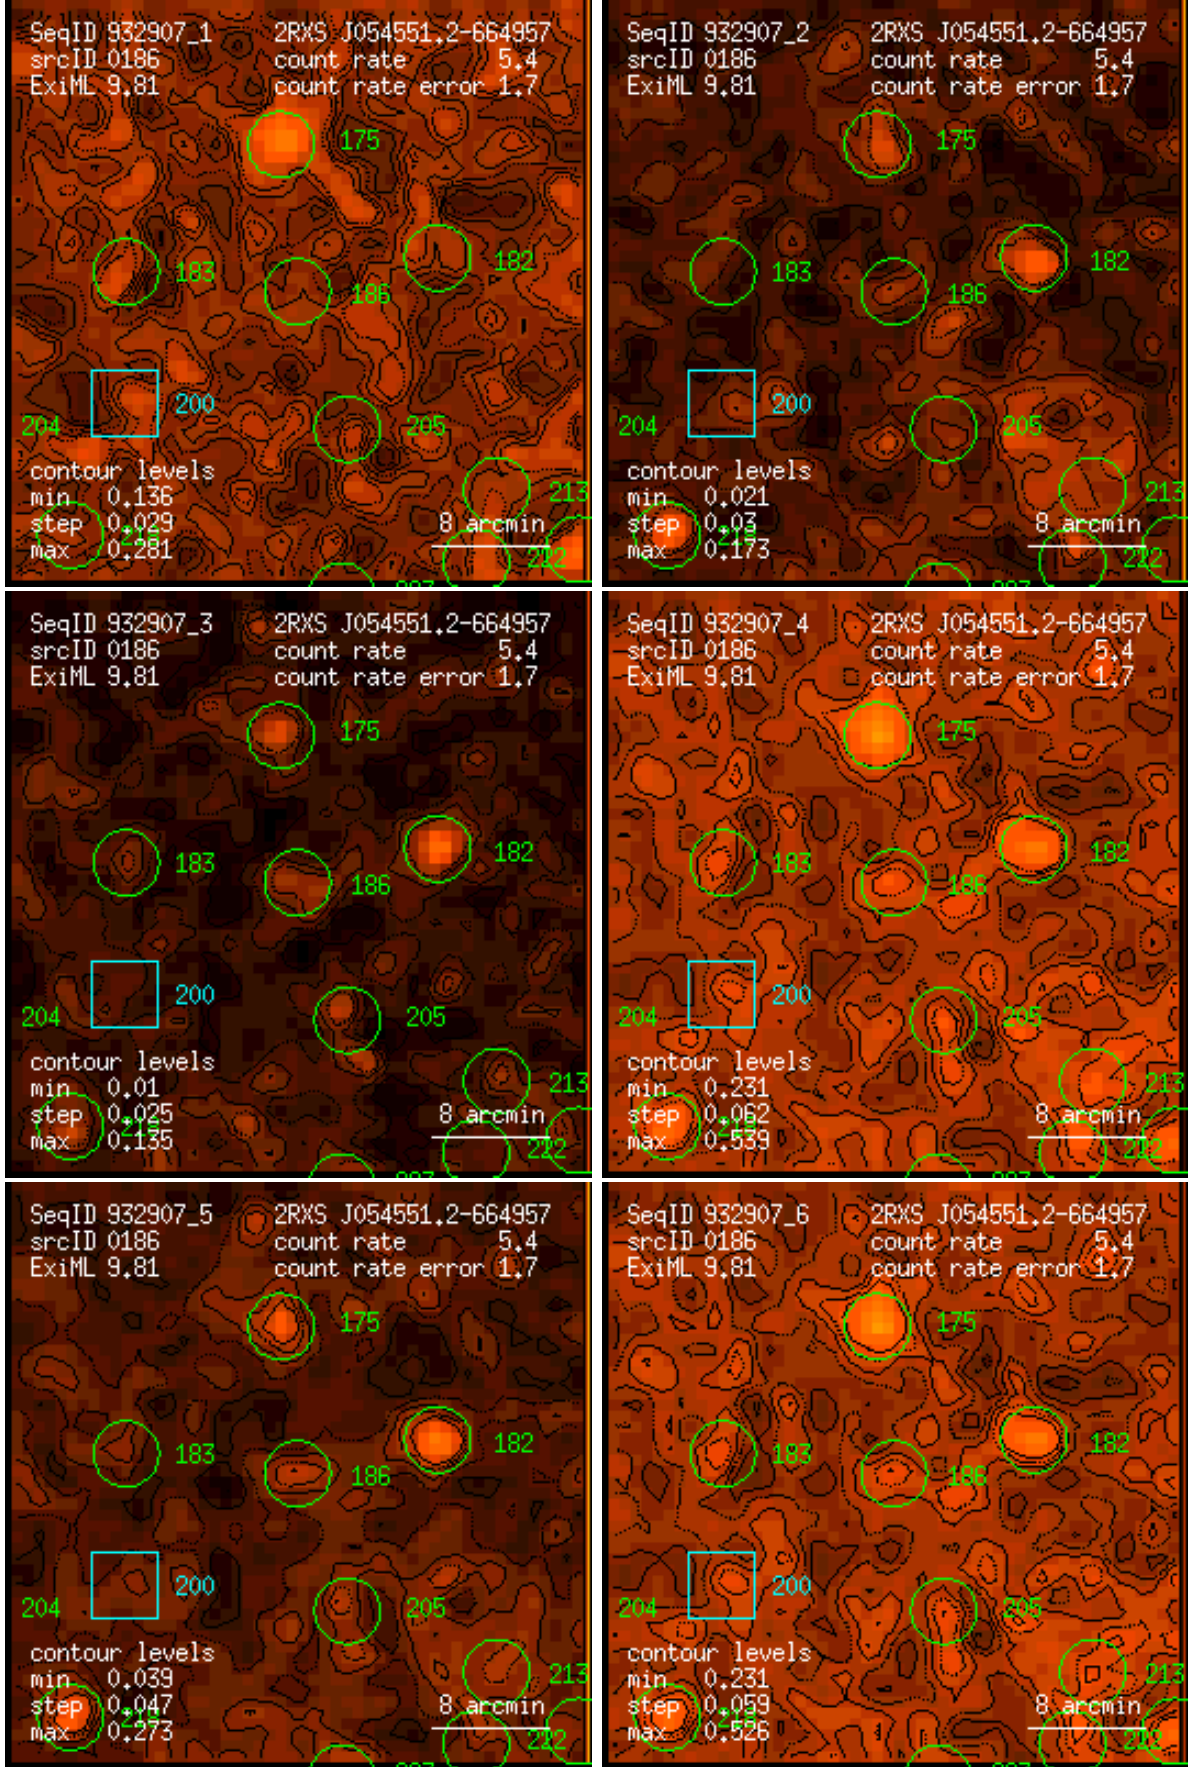 SeqID 932907_1 2RXS J054551.2-664957
srcID 0186 count rate 5.4
ExiML 9.81 count rate error 1.7
175
183
182
186
200
204
205
contour levels
min 0.136
213
step 0.029
8 arcmin
max 0.281
222
SeqID 932907_2 2RXS J054551.2-664957
srcID 0186 count rate 5.4
ExiML 9.81 count rate error 1.7
175
183
182
186
200
204
205
contour levels
min 0.021
213
step 0.03
8 arcmin
max 0.173
222
SeqID 932907_3 2RXS J054551.2-664957
srcID 0186 count rate 5.4
ExiML 9.81 count rate error 1.7
175
183
182
186
200
204
205
contour levels
min 0.01
213
step 0.025
8 arcmin
max 0.135
222
SeqID 932907_4 2RXS J054551.2-664957
srcID 0186 count rate 5.4
ExiML 9.81 count rate error 1.7
175
183
182
186
200
204
205
contour levels
min 0.231
213
step 0.062
8 arcmin
max 0.539
222
SeqID 932907_5 2RXS J054551.2-664957
srcID 0186 count rate 5.4
ExiML 9.81 count rate error 1.7
175
183
182
186
200
204
205
contour levels
min 0.039
213
step 0.047
8 arcmin
max 0.273
222
SeqID 932907_6 2RXS J054551.2-664957
srcID 0186 count rate 5.4
ExiML 9.81 count rate error 1.7
175
183
182
186
200
204
205
contour levels
min 0.231
213
step 0.059
8 arcmin
max 0.526
222